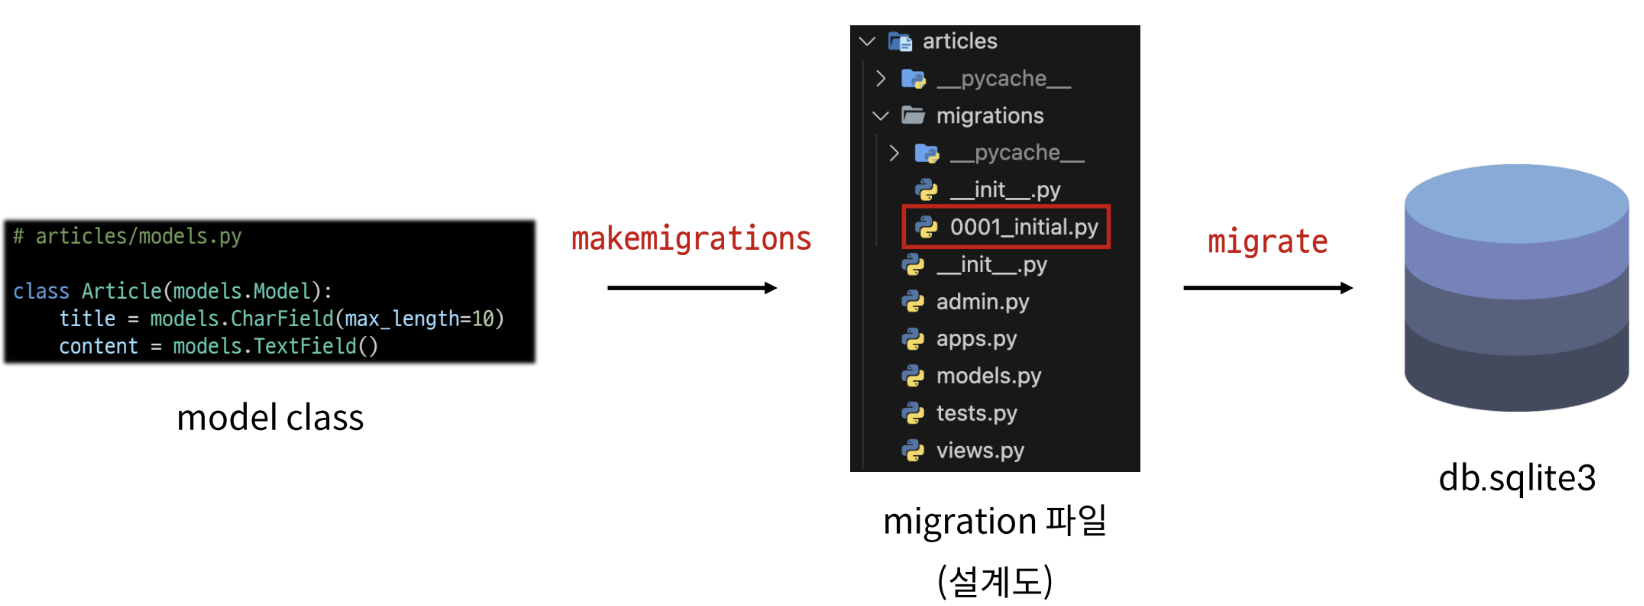 # articles/models.py
class Article(models.Model):
    title = models.CharField(max_length=10)
    content = models.TextField()
model class
makemigrations
articles
__pycache__
migrations
__pycache__
__init__.py
0001_initial.py
__init__.py
admin.py
apps.py
models.py
tests.py
views.py
migration 파일
(설계도)
migrate
db.sqlite3